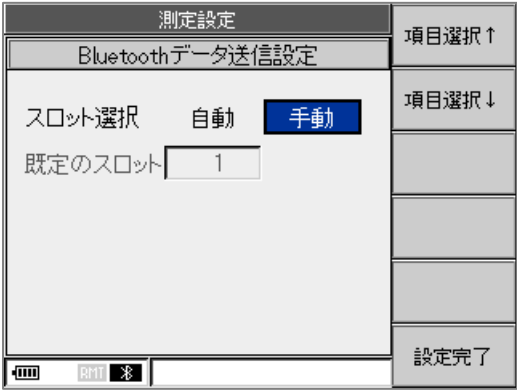 測定設定
Bluetoothデータ送信設定
スロット選択 自動 手動
既定のスロット 1
項目選択↑
項目選択↓
設定完了
RMT